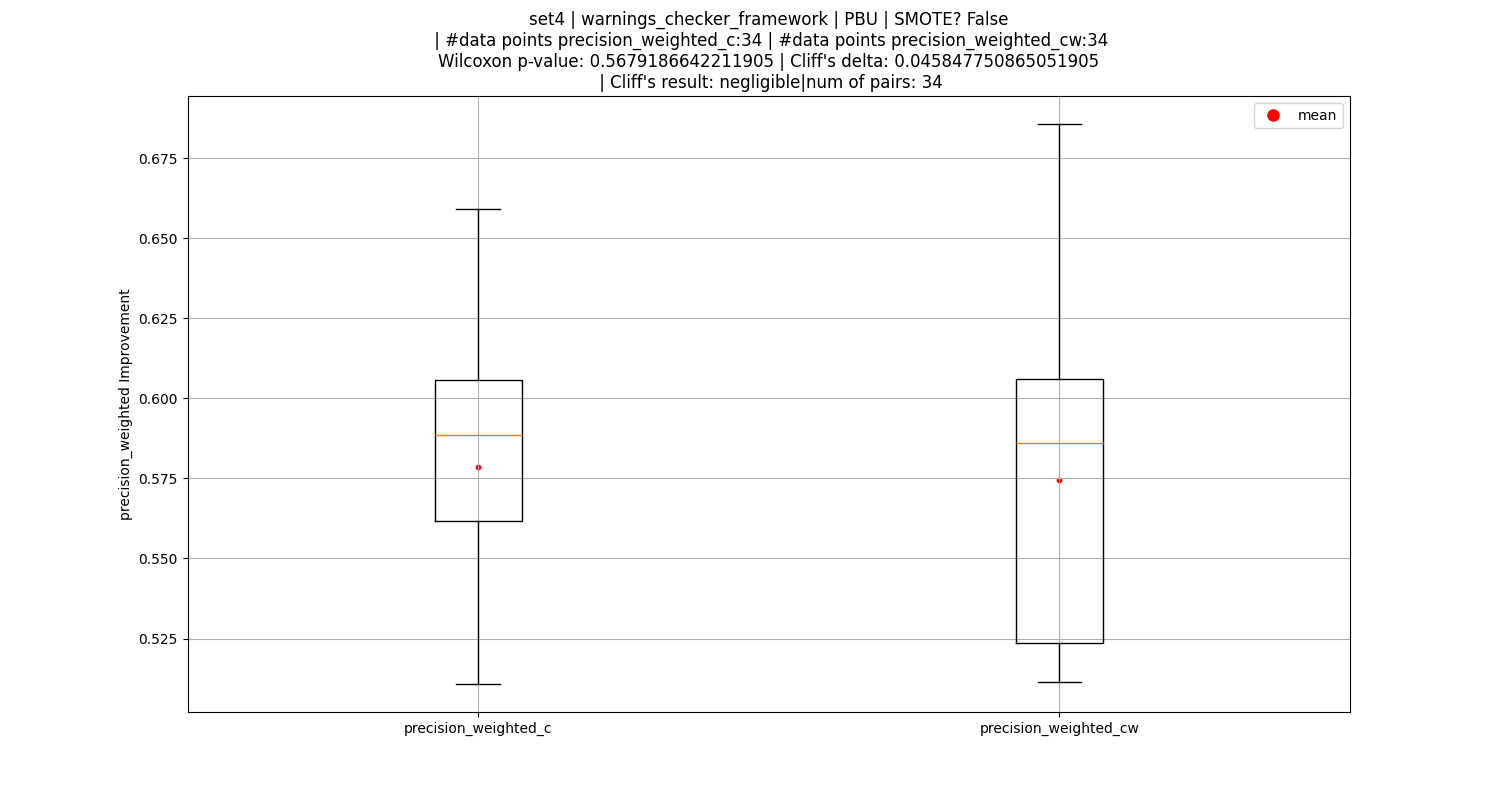 set4 | warnings_checker_framework | PBU | SMOTE? False
| #data points precision_weighted_c:34 | #data points precision_weighted_cw:34
Wilcoxon p-value: 0.5679186642211905 | Cliff's delta: 0.045847750865051905
| Cliff's result: negligible|num of pairs: 34
mean
0.675
0.650
0.625
0.600
0.575
0.550
0.525
precision_weighted Improvement
precision_weighted_c
precision_weighted_cw